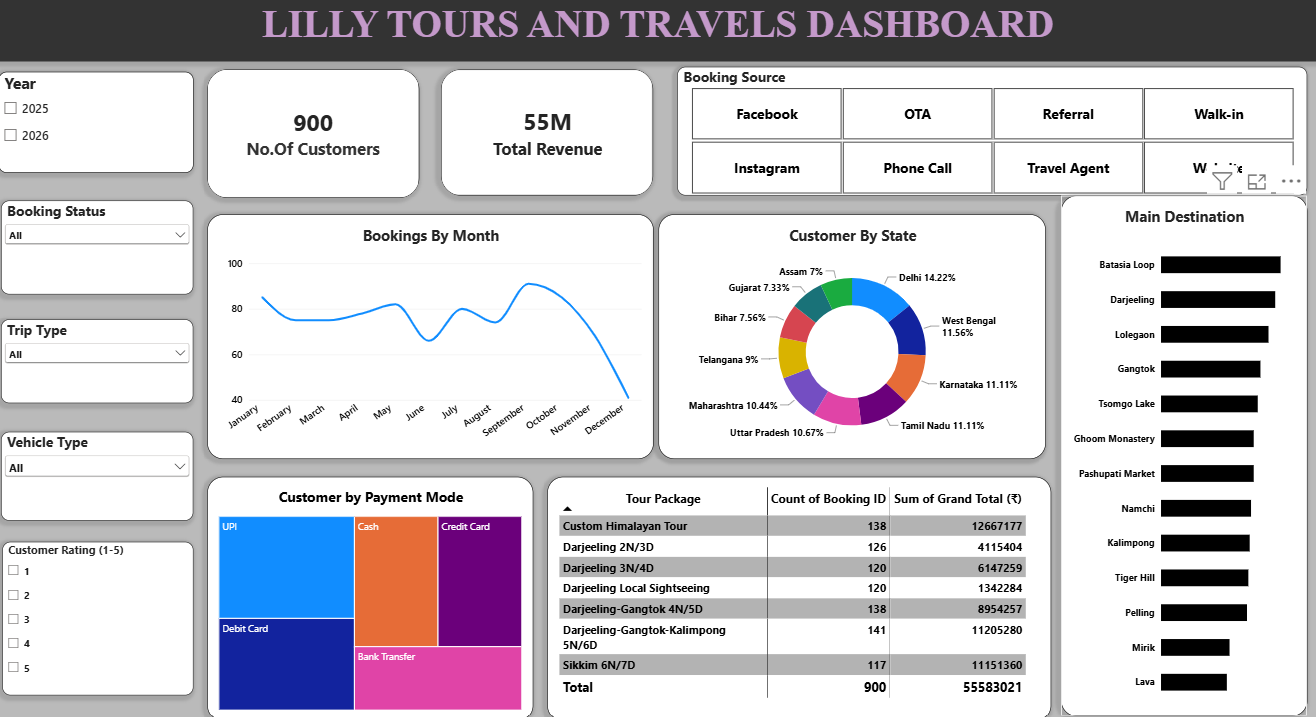 LILLY TOURS AND TRAVELS DASHBOARD
Year
2025
2026
900
No.Of Customers
55M
Total Revenue
Booking Source
Facebook
OTA
Referral
Walk-in
Instagram
Phone Call
Travel Agent
Booking Status
All
Trip Type
All
Vehicle Type
All
Customer Rating (1-5)
1
2
3
4
5
Bookings By Month
100
80
60
40
January
February
March
April
May
June
July
August
September
October
November
December
Customer By State
Delhi 14.22%
West Bengal
11.56%
Karnataka 11.11%
Tamil Nadu 11.11%
Uttar Pradesh 10.67%
Maharashtra 10.44%
Telangana 9%
Bihar 7.56%
Gujarat 7.33%
Assam 7%
Main Destination
Batasia Loop
Darjeeling
Lolegaon
Gangtok
Tsomgo Lake
Ghoom Monastery
Pashupati Market
Namchi
Kalimpong
Tiger Hill
Pelling
Mirik
Lava
Customer by Payment Mode
UPI
Cash
Credit Card
Debit Card
Bank Transfer
Tour Package Count of Booking ID Sum of Grand Total (₹)
Custom Himalayan Tour 138 12667177
Darjeeling 2N/3D 126 4115404
Darjeeling 3N/4D 120 6147259
Darjeeling Local Sightseeing 120 1342284
Darjeeling-Gangtok 4N/5D 138 8954257
Darjeeling-Gangtok-Kalimpong 141 11205280
5N/6D
Sikkim 6N/7D 117 11151360
Total 900 55583021